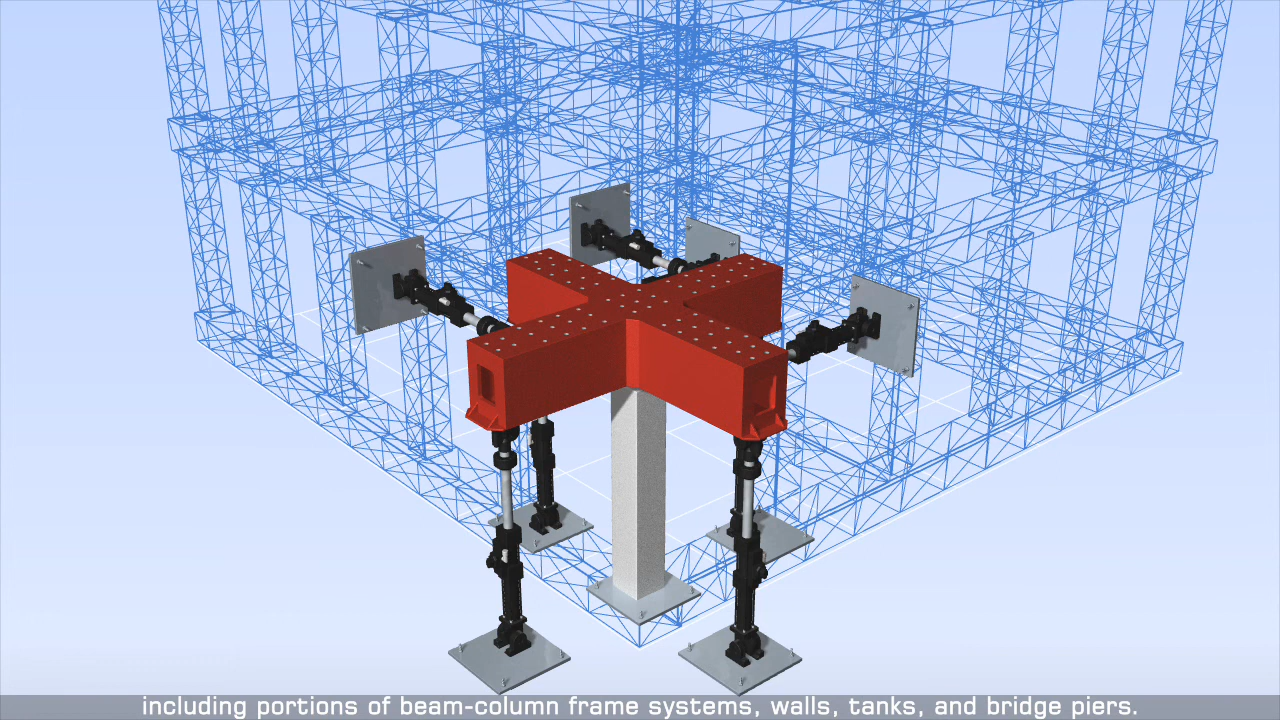 including portions of beam-column frame systems, walls, tanks, and bridge piers.